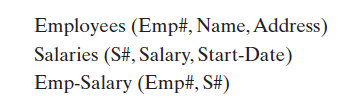 Employees (Emp#, Name, Address)
Salaries (S#, Salary, Start-Date)
Emp-Salary (Emp#, S#)